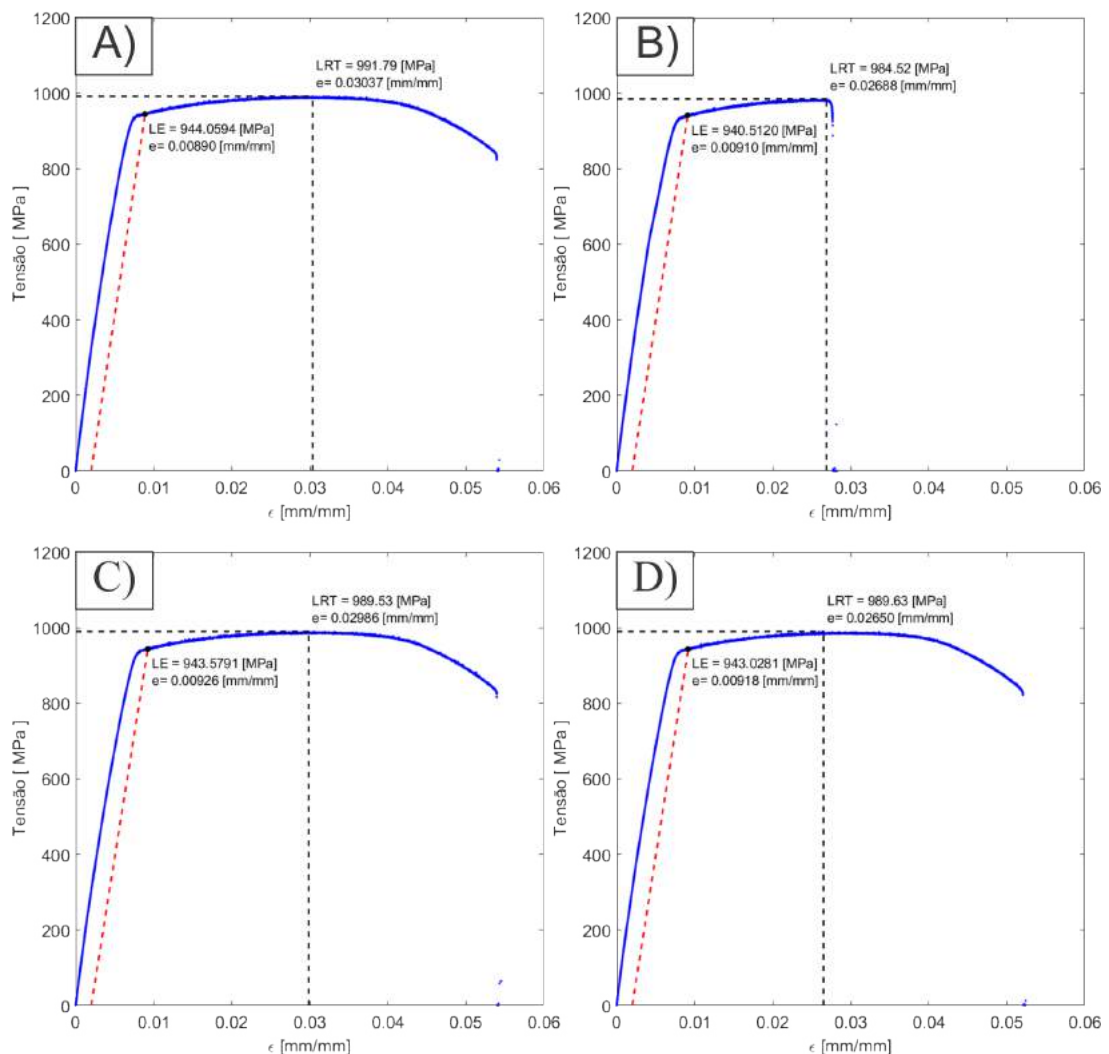 A)
1200
1000
800
600
400
200
0
Tensão [ MPa]
LRT = 991.79 [MPa]
e= 0.03037 [mm/mm]
LE = 944.0594 [MPa]
e= 0.00890 [mm/mm]
0 0.01 0.02 0.03 0.04 0.05 0.06
ϵ [mm/mm]
B)
1200
1000
800
600
400
200
0
Tensão [ MPa]
LRT = 984.52 [MPa]
e= 0.02688 [mm/mm]
LE = 940.5120 [MPa]
e= 0.00910 [mm/mm]
0 0.01 0.02 0.03 0.04 0.05 0.06
ϵ [mm/mm]
C)
1200
1000
800
600
400
200
0
Tensão [ MPa]
LRT = 989.53 [MPa]
e= 0.02986 [mm/mm]
LE = 943.5791 [MPa]
e= 0.00926 [mm/mm]
0 0.01 0.02 0.03 0.04 0.05 0.06
ϵ [mm/mm]
D)
1200
1000
800
600
400
200
0
Tensão [ MPa]
LRT = 989.63 [MPa]
e= 0.02650 [mm/mm]
LE = 943.0281 [MPa]
e= 0.00918 [mm/mm]
0 0.01 0.02 0.03 0.04 0.05 0.06
ϵ [mm/mm]